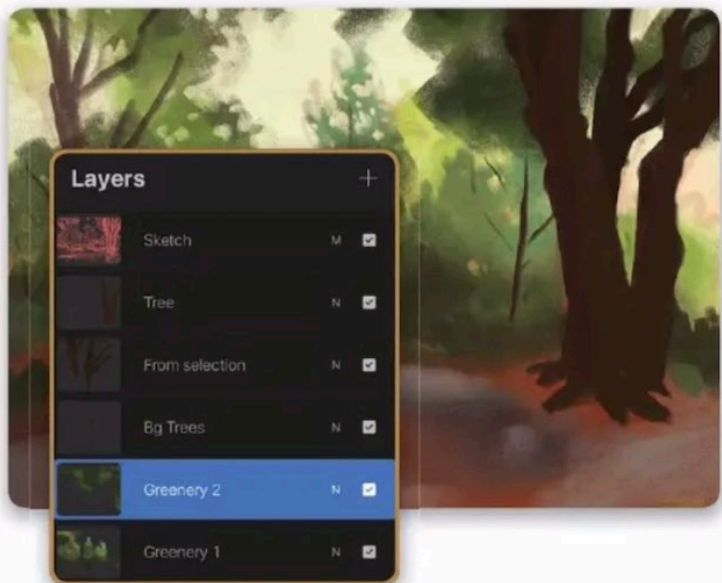 Layers +
Sketch M
Tree N
From selection N
Bg Trees N
Greenery 2 N
Greenery 1 N